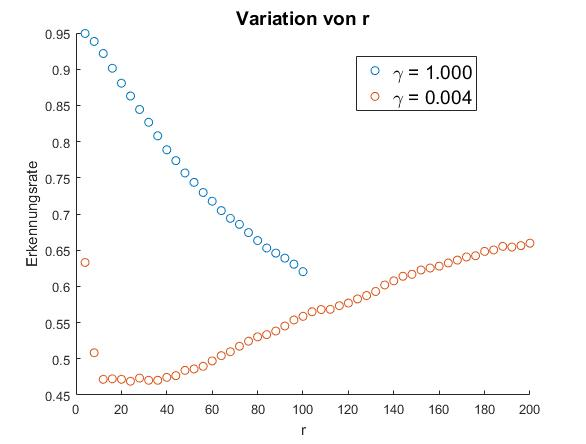 Variation von r
0.95
0.9
0.85
0.8
0.75
0.7
0.65
0.6
0.55
0.5
0.45
Erkennungsrate
γ = 1.000
γ = 0.004
0 20 40 60 80 100 120 140 160 180 200
r